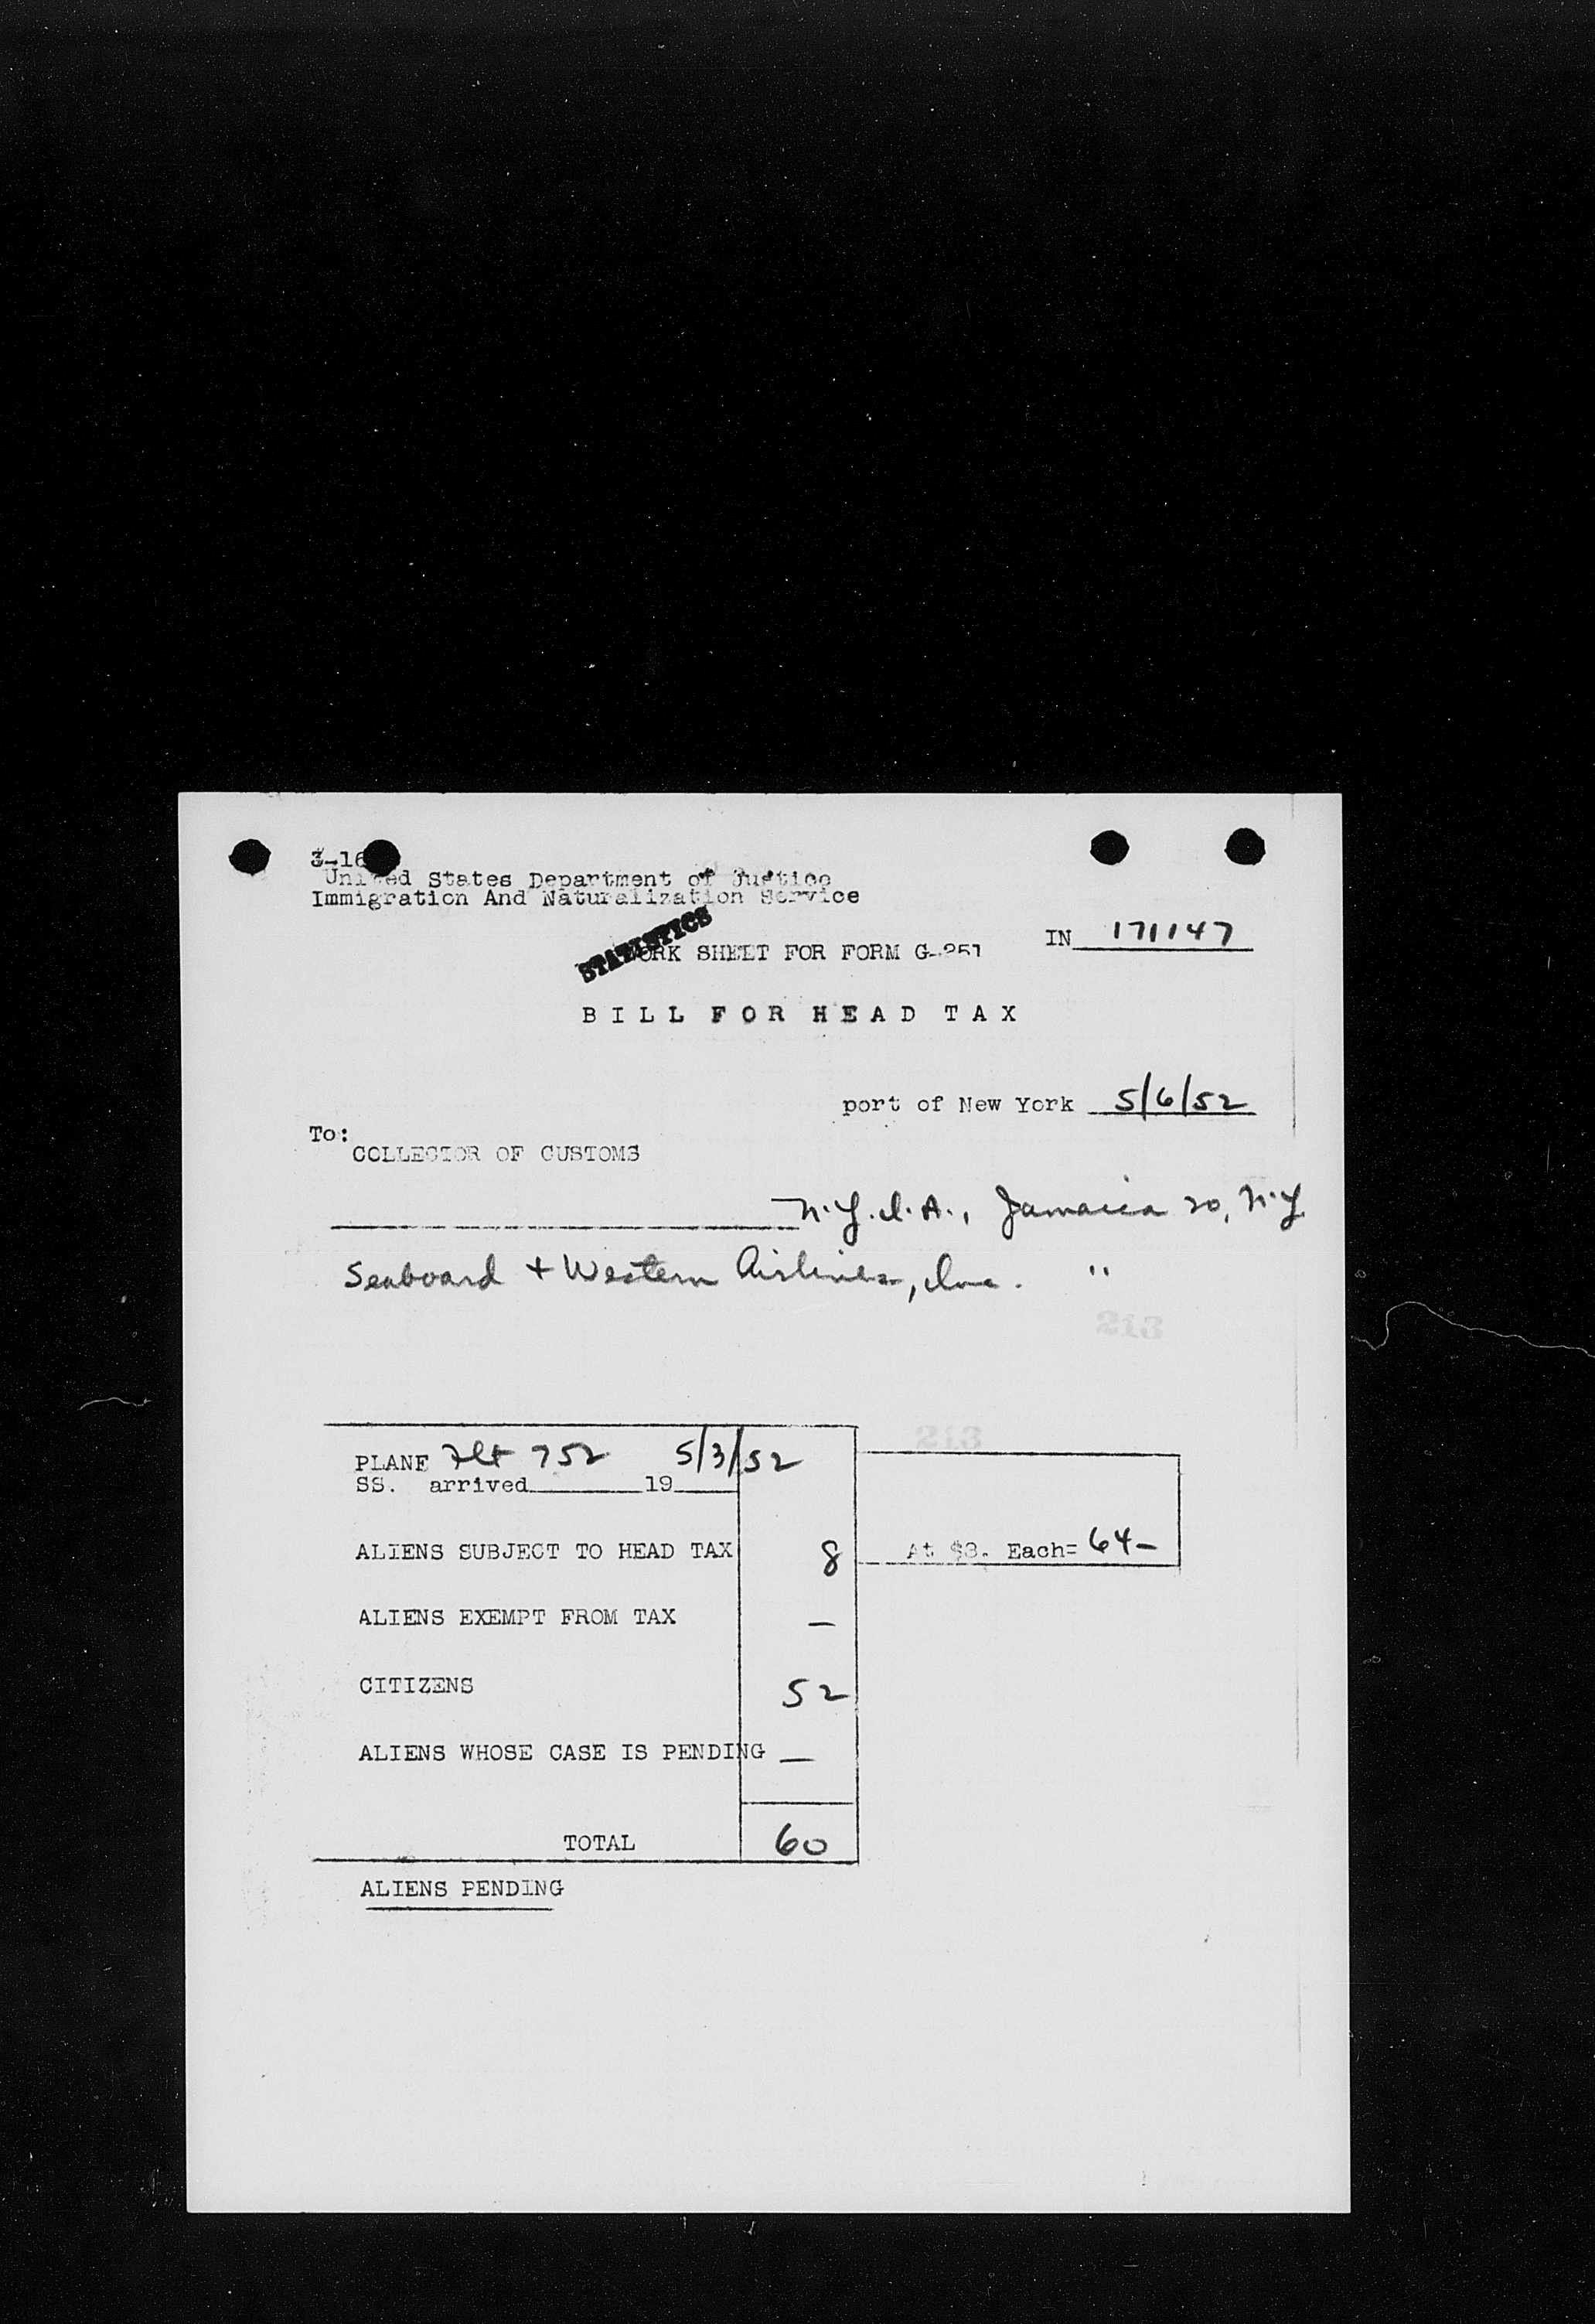 3-16
United States Department of Justice
Immigration And Naturalization Service
STATISTICS
ORK SHEET FOR FORM G-251
IN 171147
BILL FOR HEAD TAX
port of New York 5/6/52
To:
COLLECTOR OF CUSTOMS
N.Y.I.A., Jamaica 20, N.Y.
Seaboard + Western Airlines, Inc. "
213
213
PLANE Flt 752 5/3/52
SS. arrived 19
ALIENS SUBJECT TO HEAD TAX 8 At $8. Each= 64-
ALIENS EXEMPT FROM TAX —
CITIZENS 52
ALIENS WHOSE CASE IS PENDING —
TOTAL 60
ALIENS PENDING